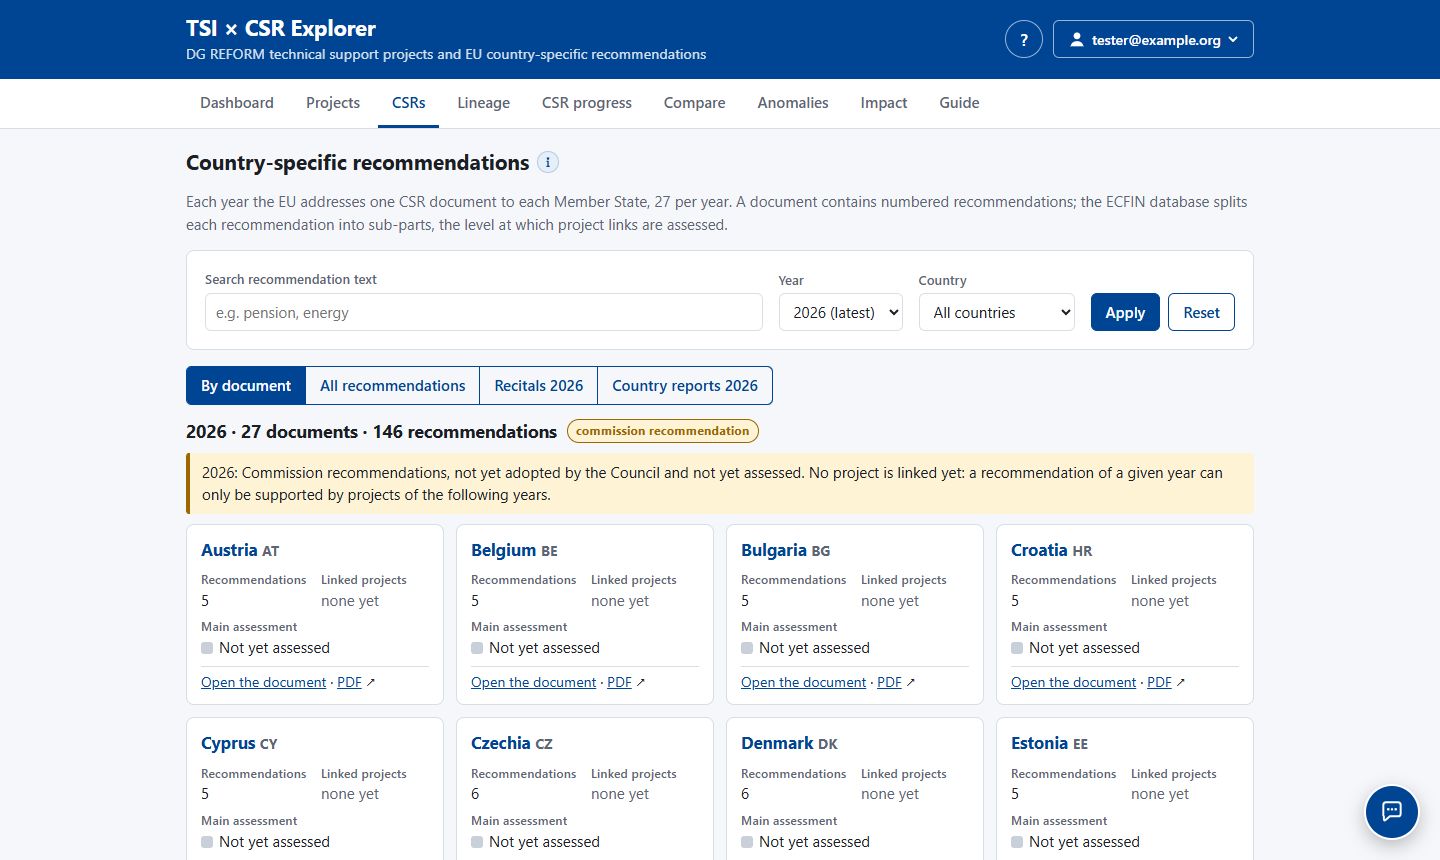 TSI × CSR Explorer
DG REFORM technical support projects and EU country-specific recommendations
?
tester@example.org
Dashboard Projects CSRs Lineage CSR progress Compare Anomalies Impact Guide
Country-specific recommendations i
Each year the EU addresses one CSR document to each Member State, 27 per year. A document contains numbered recommendations; the ECFIN database splits
each recommendation into sub-parts, the level at which project links are assessed.
Search recommendation text Year Country
e.g. pension, energy 2026 (latest) All countries Apply Reset
By document All recommendations Recitals 2026 Country reports 2026
2026 · 27 documents · 146 recommendations commission recommendation
2026: Commission recommendations, not yet adopted by the Council and not yet assessed. No project is linked yet: a recommendation of a given year can
only be supported by projects of the following years.
Austria AT Belgium BE Bulgaria BG Croatia HR
Recommendations Linked projects Recommendations Linked projects Recommendations Linked projects Recommendations Linked projects
5 none yet 5 none yet 5 none yet 5 none yet
Main assessment Main assessment Main assessment Main assessment
Not yet assessed Not yet assessed Not yet assessed Not yet assessed
Open the document · PDF ↗ Open the document · PDF ↗ Open the document · PDF ↗ Open the document · PDF ↗
Cyprus CY Czechia CZ Denmark DK Estonia EE
Recommendations Linked projects Recommendations Linked projects Recommendations Linked projects Recommendations Linked projects
5 none yet 6 none yet 6 none yet 5 none yet
Main assessment Main assessment Main assessment Main assessment
Not yet assessed Not yet assessed Not yet assessed Not yet assessed